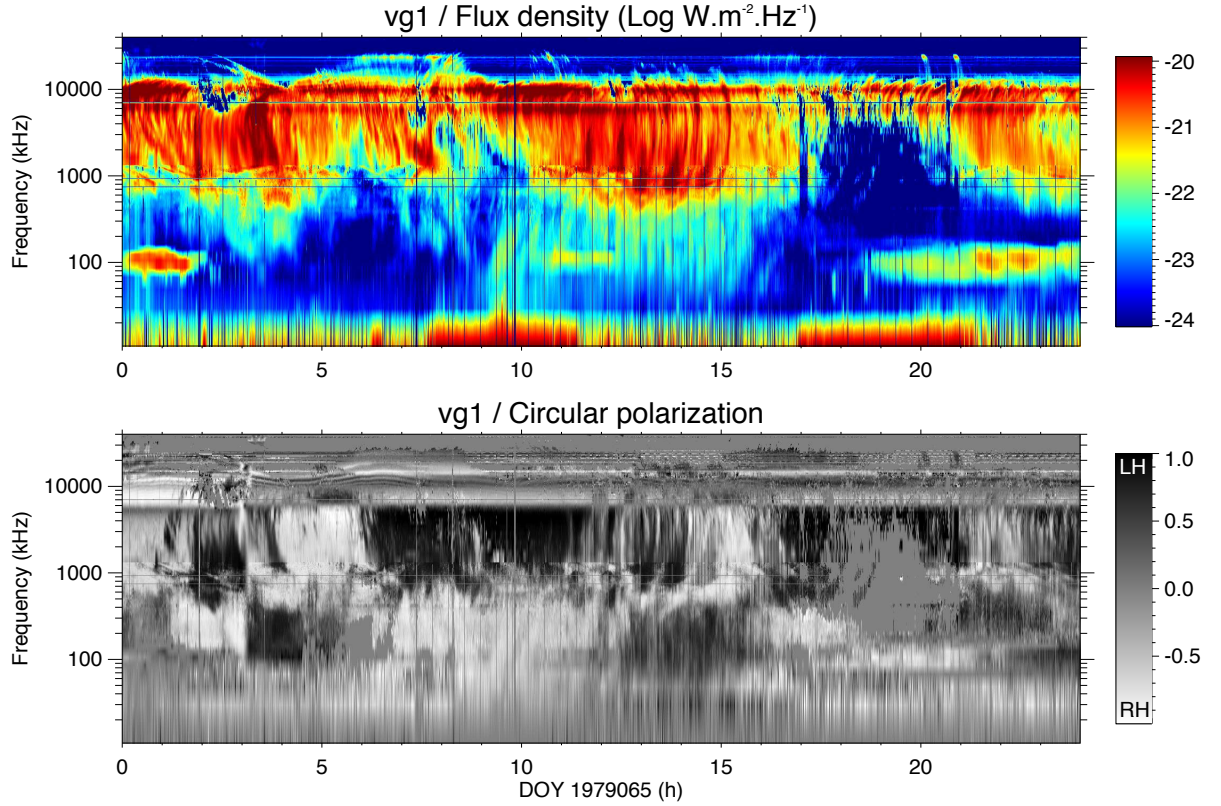 vg1 / Flux density (Log W.m⁻².Hz⁻¹)
Frequency (kHz)
10000
1000
100
0 5 10 15 20
-20
-21
-22
-23
-24
vg1 / Circular polarization
Frequency (kHz)
10000
1000
100
0 5 10 15 20
DOY 1979065 (h)
LH
1.0
0.5
0.0
-0.5
RH